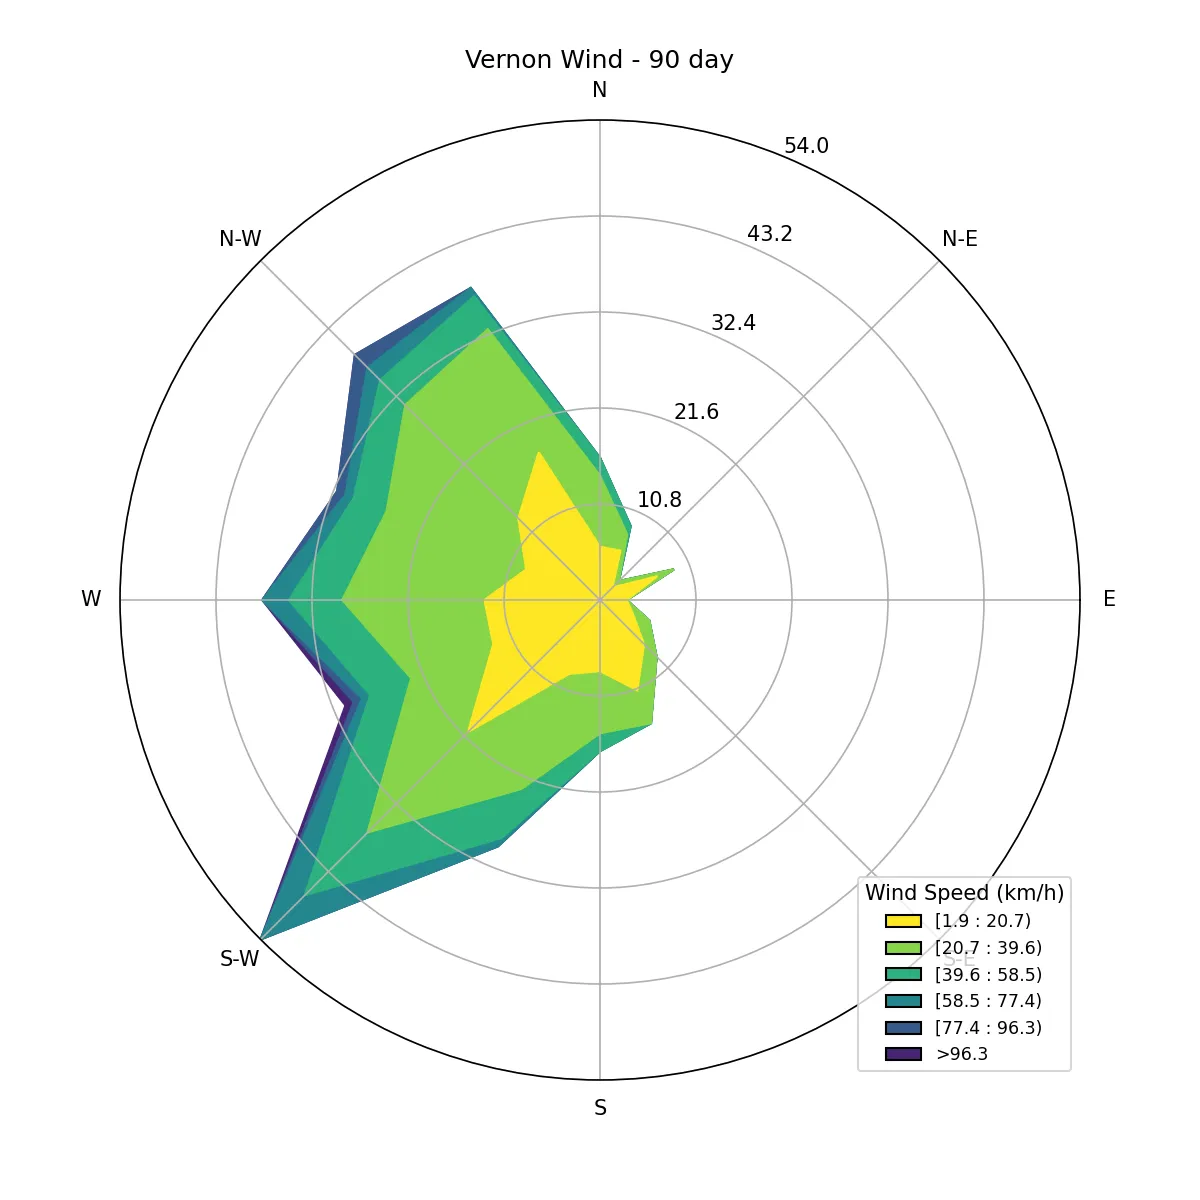 Vernon Wind - 90 day
N
54.0
N-W
43.2
N-E
32.4
21.6
10.8
W
E
S-W
S-E
S
Wind Speed (km/h)
[1.9 : 20.7)
[20.7 : 39.6)
[39.6 : 58.5)
[58.5 : 77.4)
[77.4 : 96.3)
>96.3